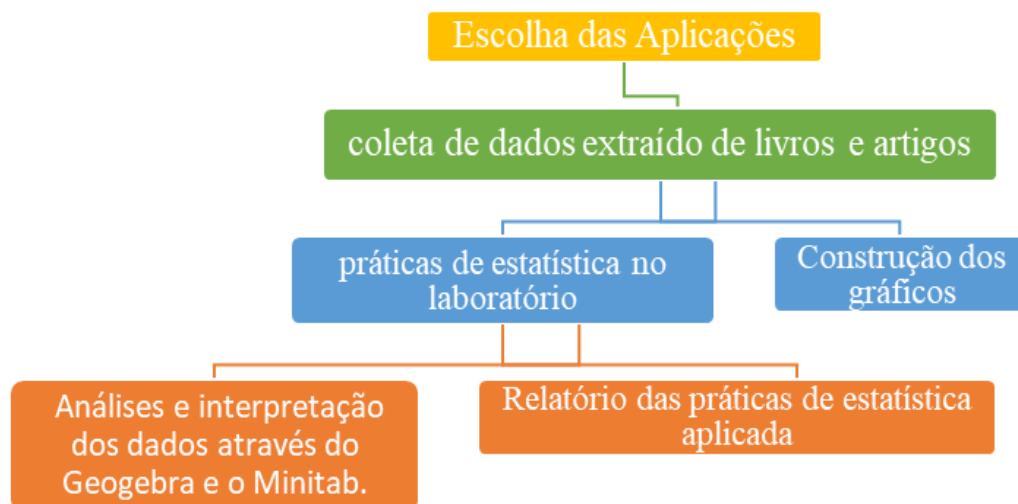 Escolha das Aplicações
coleta de dados extraído de livros e artigos
práticas de estatística no
laboratório
Construção dos
gráficos
Análises e interpretação
dos dados através do
Geogebra e o Minitab.
Relatório das práticas de estatística
aplicada